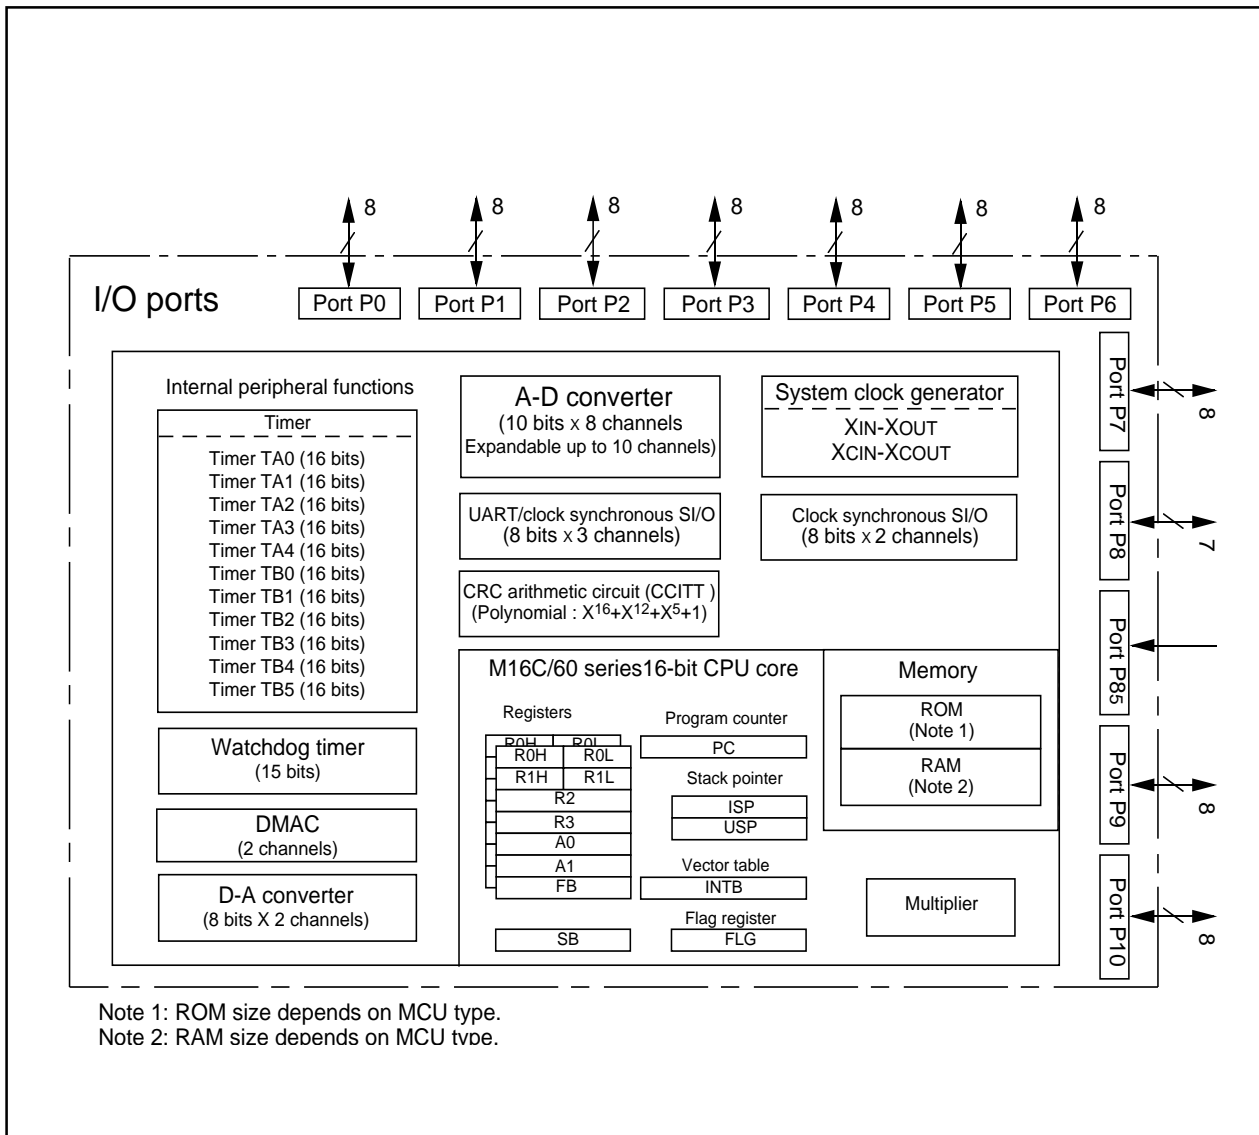 8 8 8 8 8 8 8
I/O ports
Port P0 Port P1 Port P2 Port P3 Port P4 Port P5 Port P6
Port P7
8
Port P8
7
Port P85
Port P9
8
Port P10
8
Internal peripheral functions
Timer
Timer TA0 (16 bits)
Timer TA1 (16 bits)
Timer TA2 (16 bits)
Timer TA3 (16 bits)
Timer TA4 (16 bits)
Timer TB0 (16 bits)
Timer TB1 (16 bits)
Timer TB2 (16 bits)
Timer TB3 (16 bits)
Timer TB4 (16 bits)
Timer TB5 (16 bits)
Watchdog timer
(15 bits)
DMAC
(2 channels)
D-A converter
(8 bits X 2 channels)
A-D converter
(10 bits x 8 channels
Expandable up to 10 channels)
UART/clock synchronous SI/O
(8 bits x 3 channels)
CRC arithmetic circuit (CCITT )
(Polynomial : X16+X12+X5+1)
System clock generator
XIN-XOUT
XCIN-XCOUT
Clock synchronous SI/O
(8 bits x 2 channels)
M16C/60 series16-bit CPU core
Registers
R0H R0L
R0H R0L
R1H R1L
R2
R3
A0
A1
FB
SB
Program counter
PC
Stack pointer
ISP
USP
Vector table
INTB
Flag register
FLG
Memory
ROM
(Note 1)
RAM
(Note 2)
Multiplier
Note 1: ROM size depends on MCU type.
Note 2: RAM size depends on MCU type.